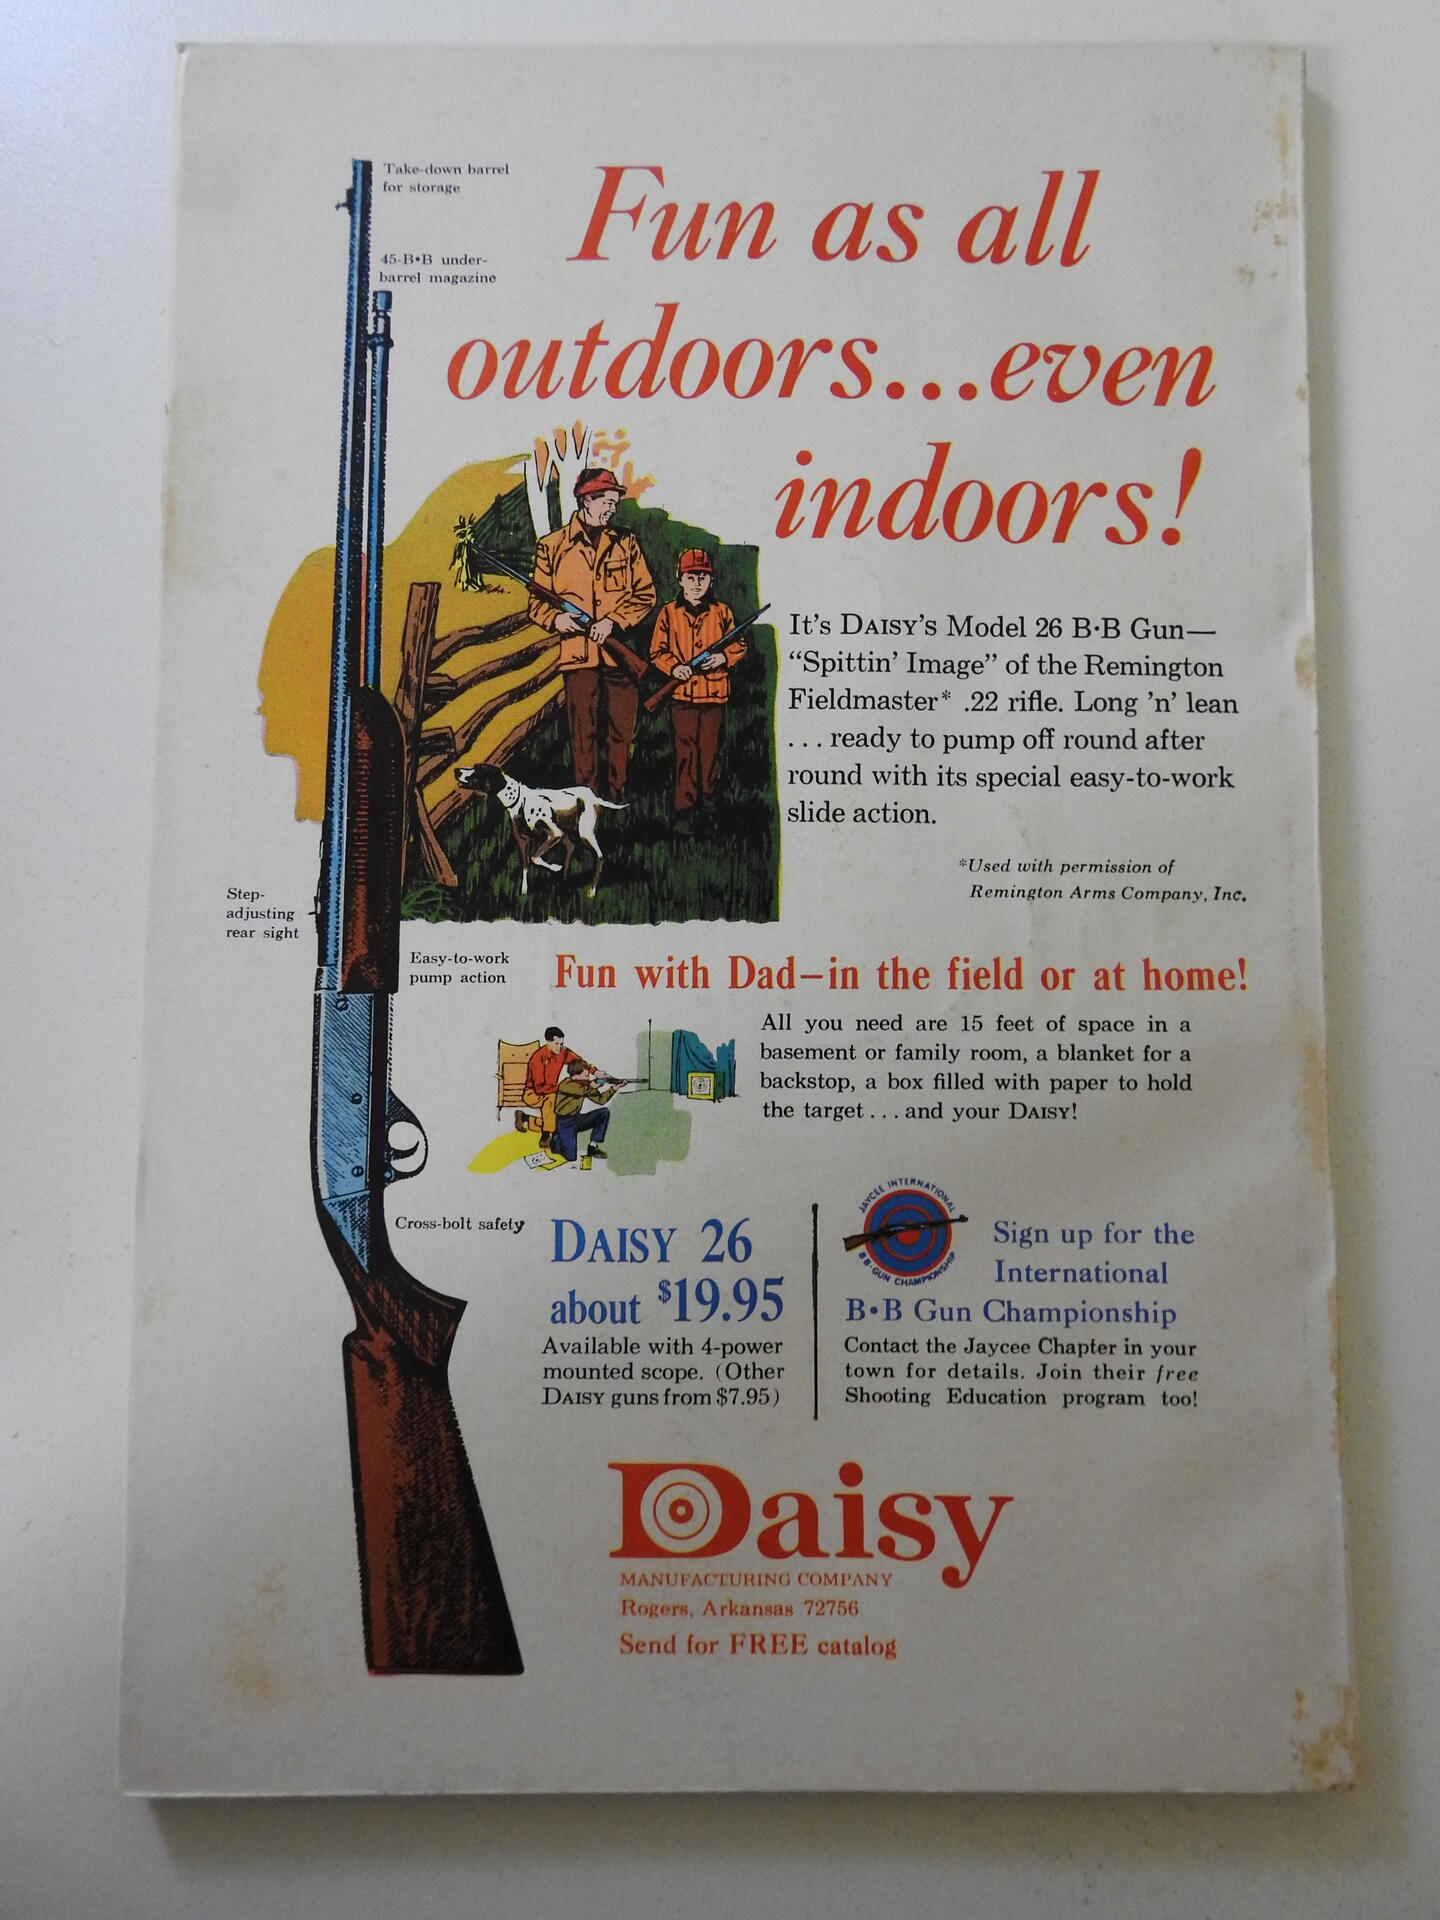 Take-down barrel
for storage
45-B•B under-
barrel magazine
Fun as all
outdoors...even
indoors!
It's DAISY'S Model 26 B•B Gun—
“Spittin' Image” of the Remington
Fieldmaster* .22 rifle. Long 'n' lean
... ready to pump off round after
round with its special easy-to-work
slide action.
*Used with permission of
Remington Arms Company, Inc.
Step-
adjusting
rear sight
Easy-to-work
pump action
Fun with Dad—in the field or at home!
All you need are 15 feet of space in a
basement or family room, a blanket for a
backstop, a box filled with paper to hold
the target... and your DAISY!
Cross-bolt safety
DAISY 26
about $19.95
Available with 4-power
mounted scope. (Other
DAISY guns from $7.95)
JAYCEE INTERNATIONAL
BB•GUN CHAMPIONSHIP
Sign up for the
International
B•B Gun Championship
Contact the Jaycee Chapter in your
town for details. Join their free
Shooting Education program too!
Daisy
MANUFACTURING COMPANY
Rogers, Arkansas 72756
Send for FREE catalog